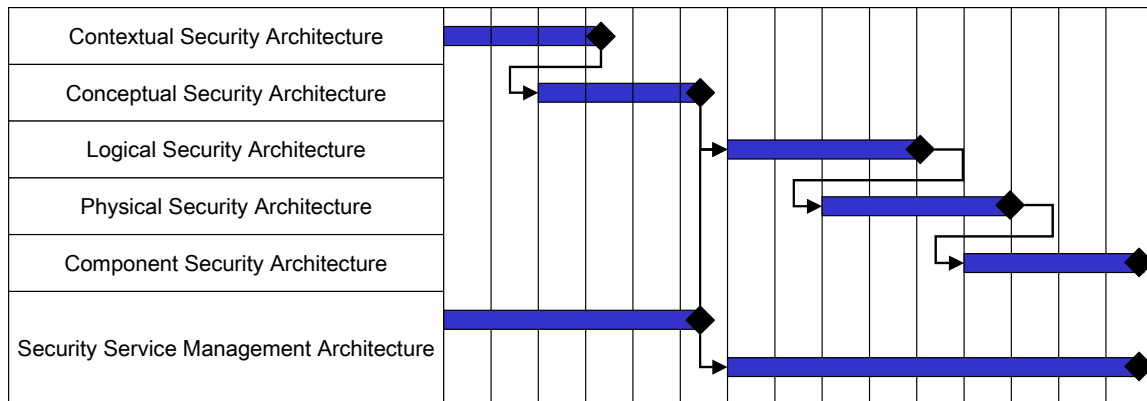 Contextual Security Architecture
Conceptual Security Architecture
Logical Security Architecture
Physical Security Architecture
Component Security Architecture
Security Service Management Architecture